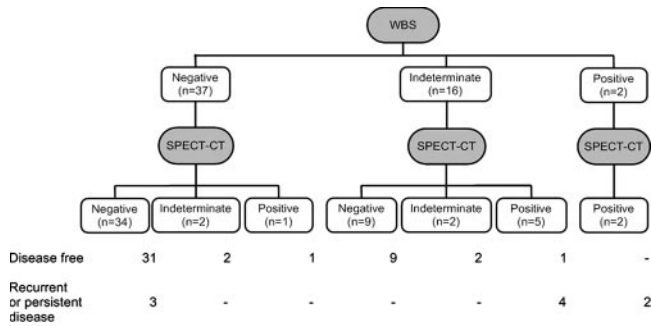 WBS
Negative
(n=37)
Indeterminate
(n=16)
Positive
(n=2)
SPECT-CT SPECT-CT SPECT-CT
Negative
(n=34)
Indeterminate
(n=2)
Positive
(n=1)
Negative
(n=9)
Indeterminate
(n=2)
Positive
(n=5)
Positive
(n=2)
Disease free 31 2 1 9 2 1 -
Recurrent
or persistent 3 - - - - 4 2
disease